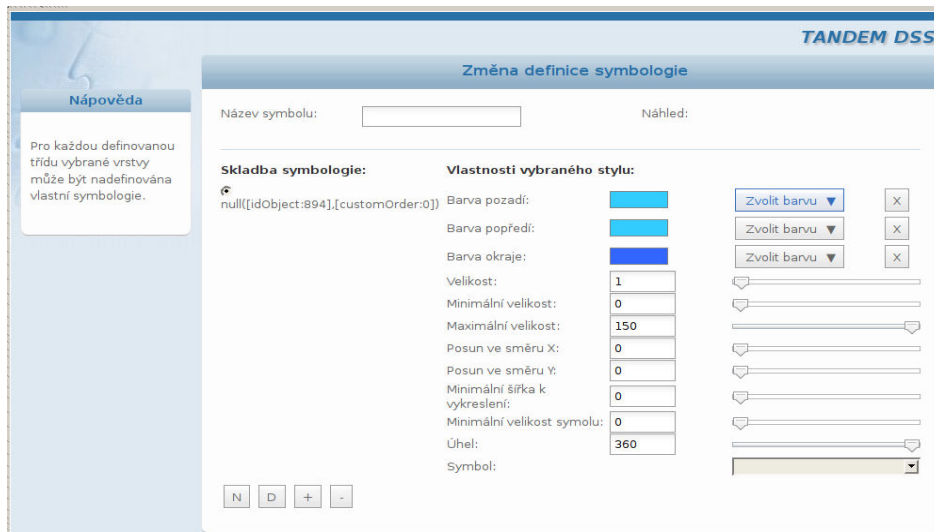 TANDEM DSS
Změna definice symbologie
Nápověda
Pro každou definovanou
třídu vybrané vrstvy
může být nadefinována
vlastní symbologie.
Název symbolu:
Náhled:
Skladba symbologie:
Vlastnosti vybraného stylu:
null([idObject:894],[customOrder:0])
Barva pozadí: Zvolit barvu ▼ X
Barva popředí: Zvolit barvu ▼ X
Barva okraje: Zvolit barvu ▼ X
Velikost: 1
Minimální velikost: 0
Maximální velikost: 150
Posun ve směru X: 0
Posun ve směru Y: 0
Minimální šířka k
vykreslení: 0
Minimální velikost symolu: 0
Úhel: 360
Symbol:
N D + -